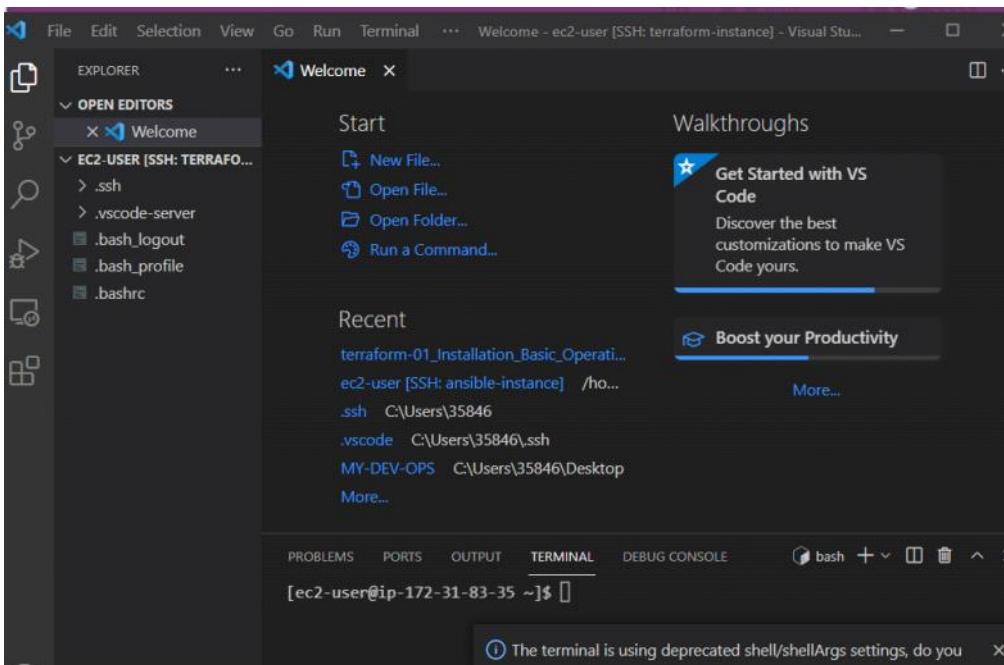 File Edit Selection View Go Run Terminal ··· Welcome - ec2-user [SSH: terraform-instance] - Visual Stu...
EXPLORER ···
Welcome
OPEN EDITORS
Welcome
EC2-USER [SSH: TERRAFO...
.ssh
.vscode-server
.bash_logout
.bash_profile
.bashrc
Start
New File...
Open File...
Open Folder...
Run a Command...
Recent
terraform-01_Installation_Basic_Operati...
ec2-user [SSH: ansible-instance] /ho...
.ssh C:\Users\35846
.vscode C:\Users\35846\.ssh
MY-DEV-OPS C:\Users\35846\Desktop
More...
Walkthroughs
Get Started with VS
Code
Discover the best
customizations to make VS
Code yours.
Boost your Productivity
More...
PROBLEMS PORTS OUTPUT TERMINAL DEBUG CONSOLE bash
[ec2-user@ip-172-31-83-35 ~]$
The terminal is using deprecated shell/shellArgs settings, do you